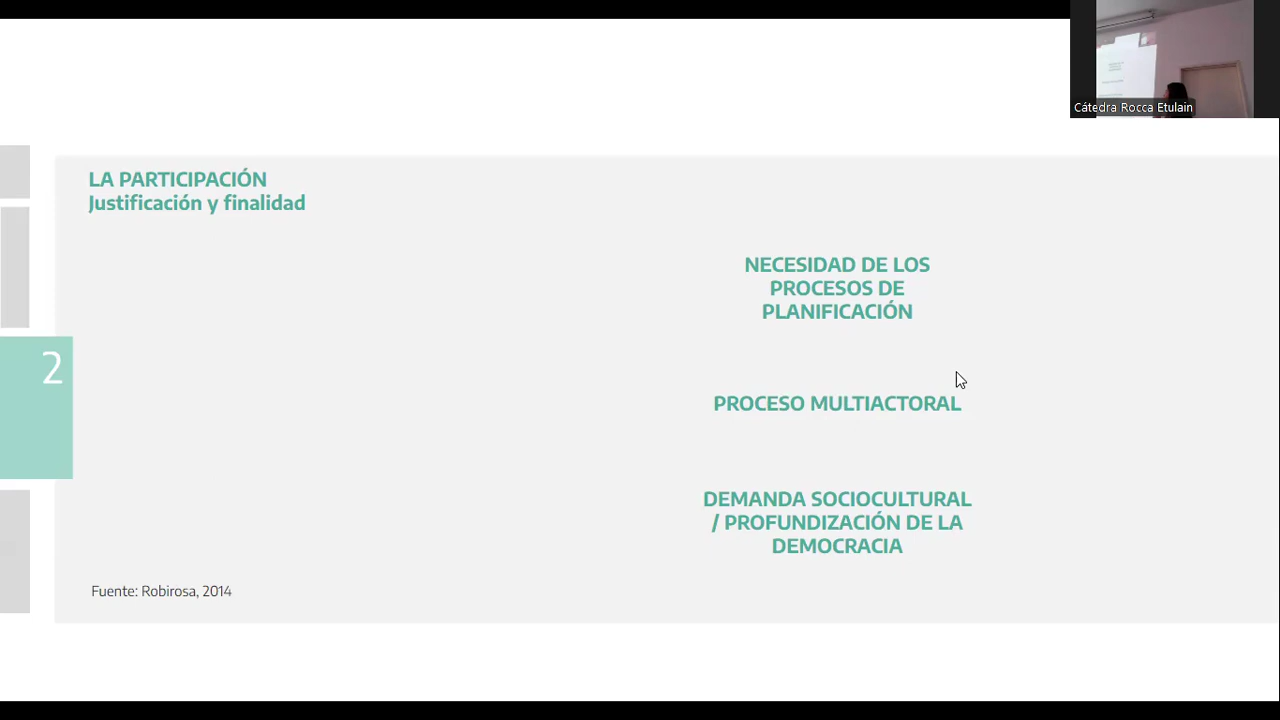 Cátedra Rocca Etulain
LA PARTICIPACIÓN
Justificación y finalidad
NECESIDAD DE LOS
PROCESOS DE
PLANIFICACIÓN
2
PROCESO MULTIACTORAL
DEMANDA SOCIOCULTURAL
/ PROFUNDIZACIÓN DE LA
DEMOCRACIA
Fuente: Robirosa, 2014